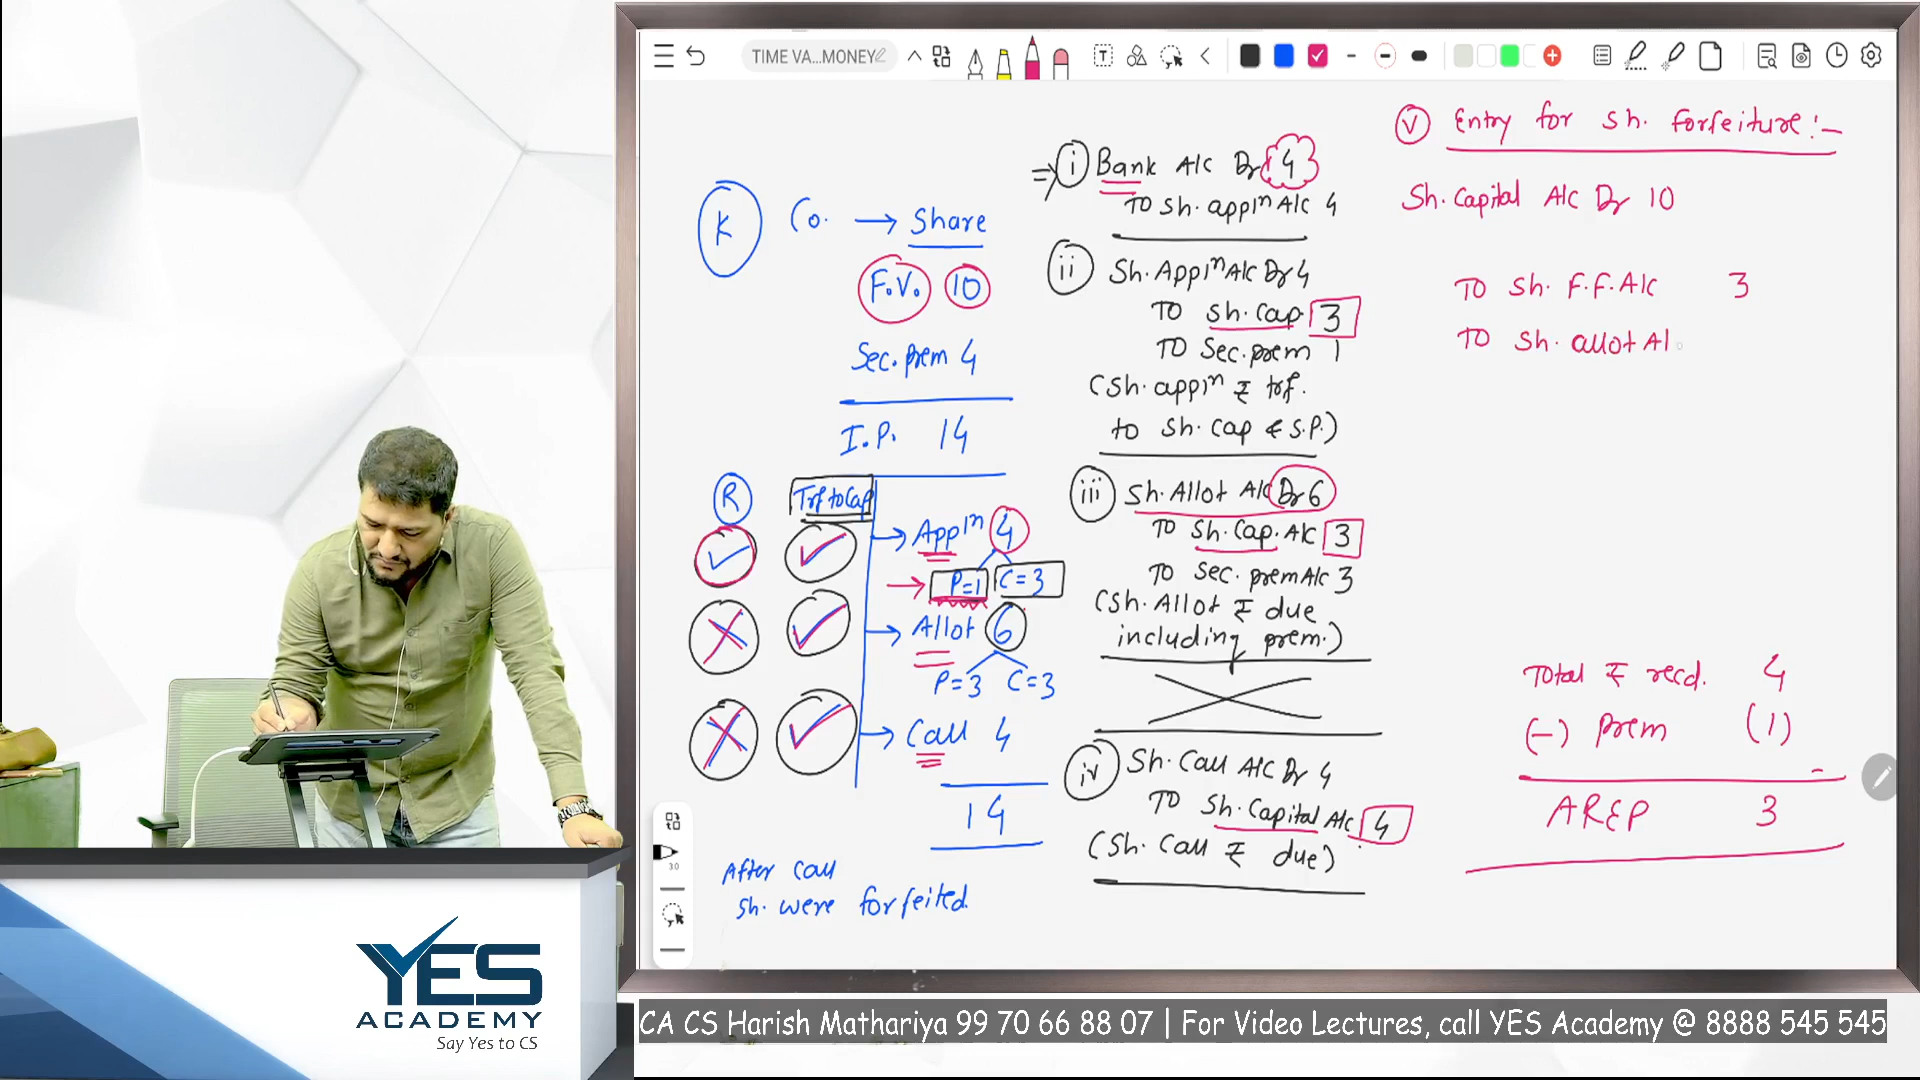 TIME VA...MONEY
K
Co. → Share
F.V. 10
Sec. prem 4
I.P. 14
R
Trf to Cap
→ Appln 4
P=1 C=3
→ Allot 6
P=3 C=3
→ Call 4
14
After call
Sh. were forfeited.
⇒ i Bank A/c Dr 4
To sh. appln A/c 4
ii Sh. Appln A/c Dr 4
To sh. cap. 3
To Sec. prem 1
(Sh. appln ₹ trf.
to sh. cap & S.P.)
iii Sh. Allot A/c Dr 6
To sh. cap. A/c 3
To Sec. prem A/c 3
(Sh. Allot ₹ due
including prem.)
iv Sh. Call A/c Dr 4
To sh. capital A/c 4
(Sh. call ₹ due)
v Entry for sh. forfeiture:-
Sh. capital A/c Dr 10
To sh. F.F. A/c 3
To sh. allot A/
Total ₹ recd. 4
(-) prem (1)
AREP 3
30
YES
ACADEMY
Say Yes to CS
CA CS Harish Mathariya 99 70 66 88 07 | For Video Lectures, call YES Academy @ 8888 545 545